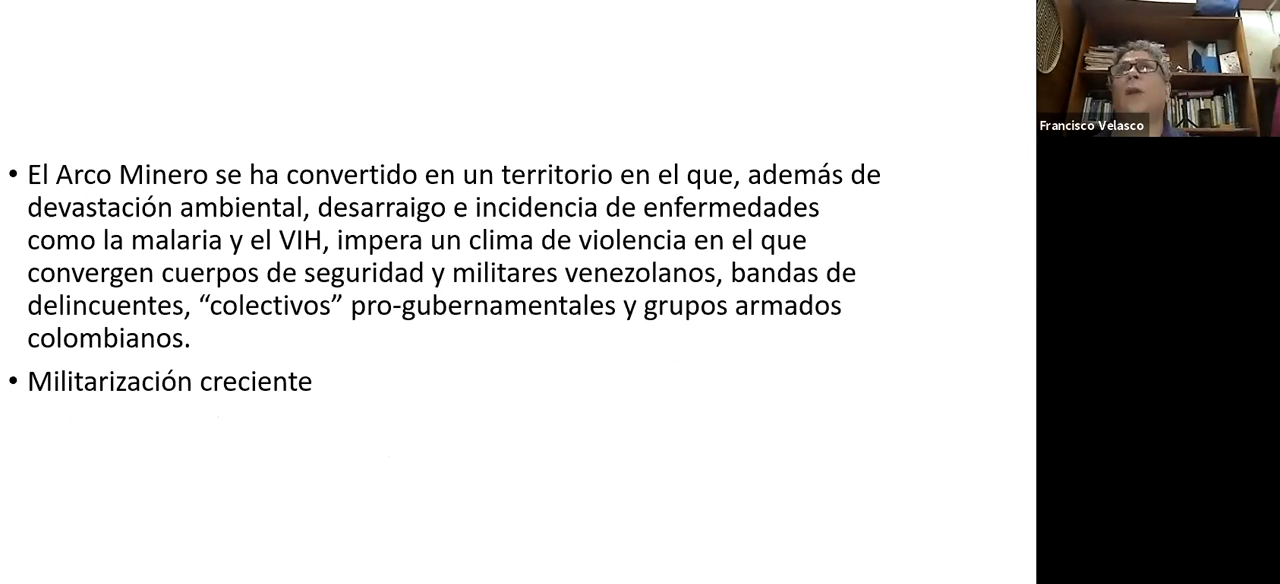 • El Arco Minero se ha convertido en un territorio en el que, además de
devastación ambiental, desarraigo e incidencia de enfermedades
como la malaria y el VIH, impera un clima de violencia en el que
convergen cuerpos de seguridad y militares venezolanos, bandas de
delincuentes, “colectivos” pro-gubernamentales y grupos armados
colombianos.
• Militarización creciente
Francisco Velasco